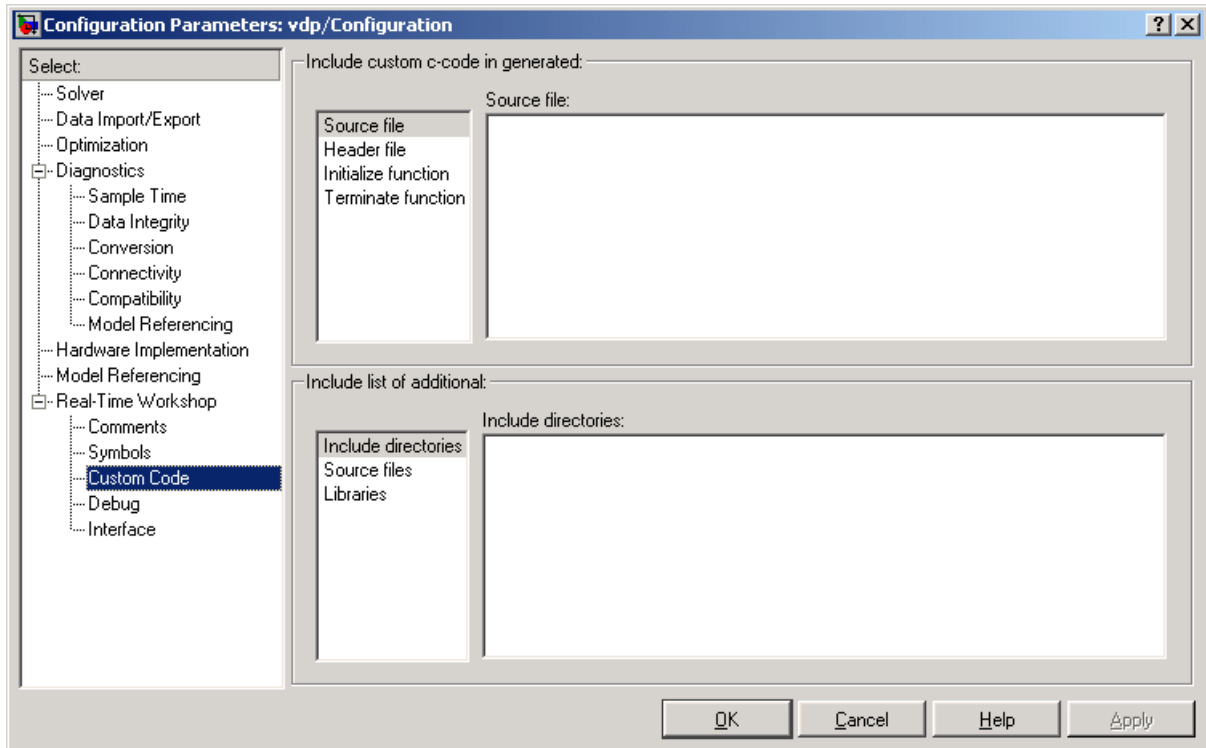 Configuration Parameters: vdp/Configuration
Select:
Solver
Data Import/Export
Optimization
Diagnostics
Sample Time
Data Integrity
Conversion
Connectivity
Compatibility
Model Referencing
Hardware Implementation
Model Referencing
Real-Time Workshop
Comments
Symbols
Custom Code
Debug
Interface
Include custom c-code in generated:
Source file:
Source file
Header file
Initialize function
Terminate function
Include list of additional:
Include directories:
Include directories
Source files
Libraries
OK Cancel Help Apply